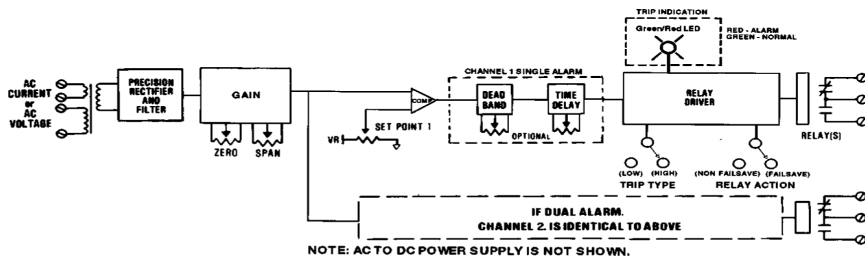 TRIP INDICATION
Green/Red LED
RED - ALARM
GREEN - NORMAL
AC
CURRENT
or
AC
VOLTAGE
PRECISION
RECTIFIER
AND
FILTER
GAIN
ZERO
SPAN
COMP
VR
SET POINT 1
CHANNEL 1 SINGLE ALARM
DEAD
BAND
TIME
DELAY
OPTIONAL
RELAY
DRIVER
RELAY(S)
(LOW)
(HIGH)
TRIP TYPE
(NON FAILSAVE)
(FAILSAVE)
RELAY ACTION
IF DUAL ALARM.
CHANNEL 2. IS IDENTICAL TO ABOVE
NOTE: AC TO DC POWER SUPPLY IS NOT SHOWN.